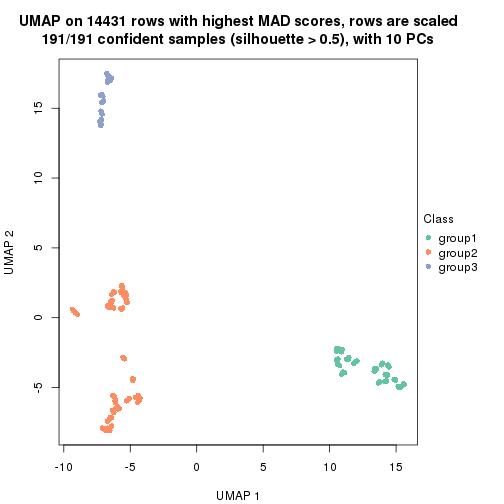 UMAP on 14431 rows with highest MAD scores, rows are scaled
191/191 confident samples (silhouette > 0.5), with 10 PCs
15
10
5
0
-5
UMAP 2
-10
-5
0
5
10
15
UMAP 1
Class
group1
group2
group3